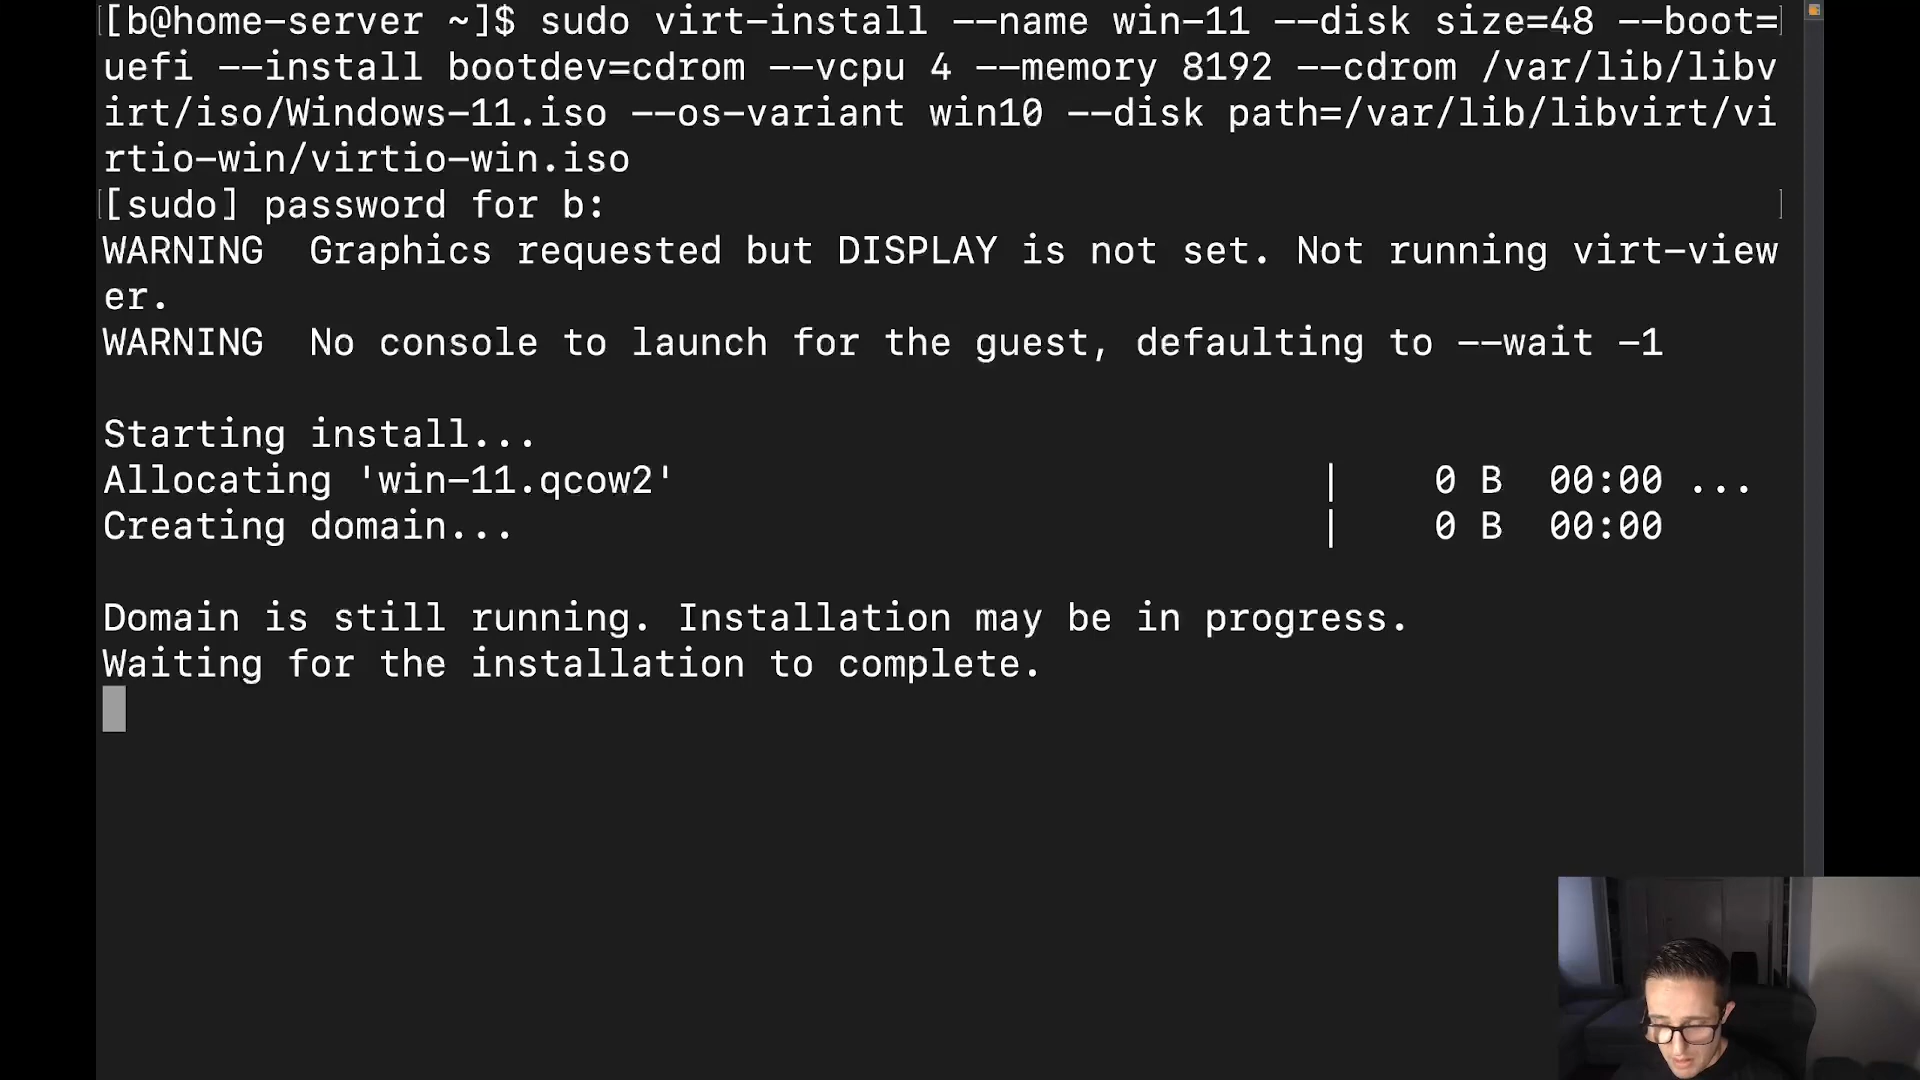 [b@home-server ~]$ sudo virt-install --name win-11 --disk size=48 --boot=
uefi --install bootdev=cdrom --vcpu 4 --memory 8192 --cdrom /var/lib/libv
irt/iso/Windows-11.iso --os-variant win10 --disk path=/var/lib/libvirt/vi
rtio-win/virtio-win.iso
[sudo] password for b:
WARNING  Graphics requested but DISPLAY is not set. Not running virt-view
er.
WARNING  No console to launch for the guest, defaulting to --wait -1
Starting install...
Allocating 'win-11.qcow2' | 0 B 00:00 ...
Creating domain... | 0 B 00:00
Domain is still running. Installation may be in progress.
Waiting for the installation to complete.